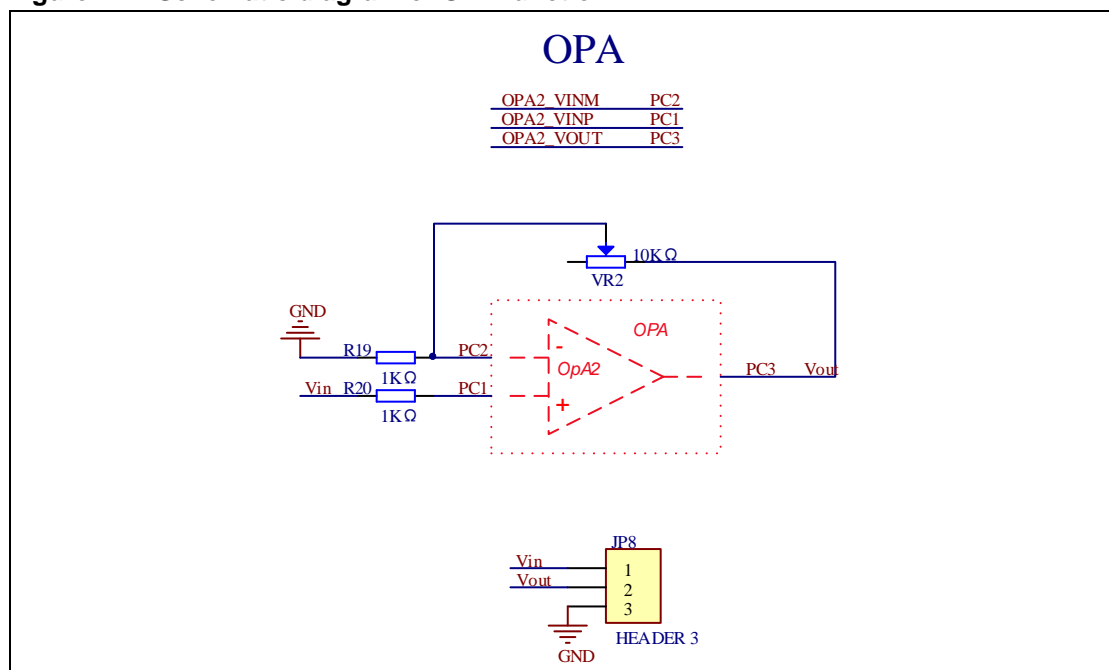 OPA
OPA2_VINM PC2
OPA2_VINP PC1
OPA2_VOUT PC3
10KΩ
VR2
GND
OPA
R19 PC2 -
OpA2
1KΩ
PC3 Vout
Vin R20 PC1
+
1KΩ
JP8
Vin 1
Vout 2
3
HEADER 3
GND